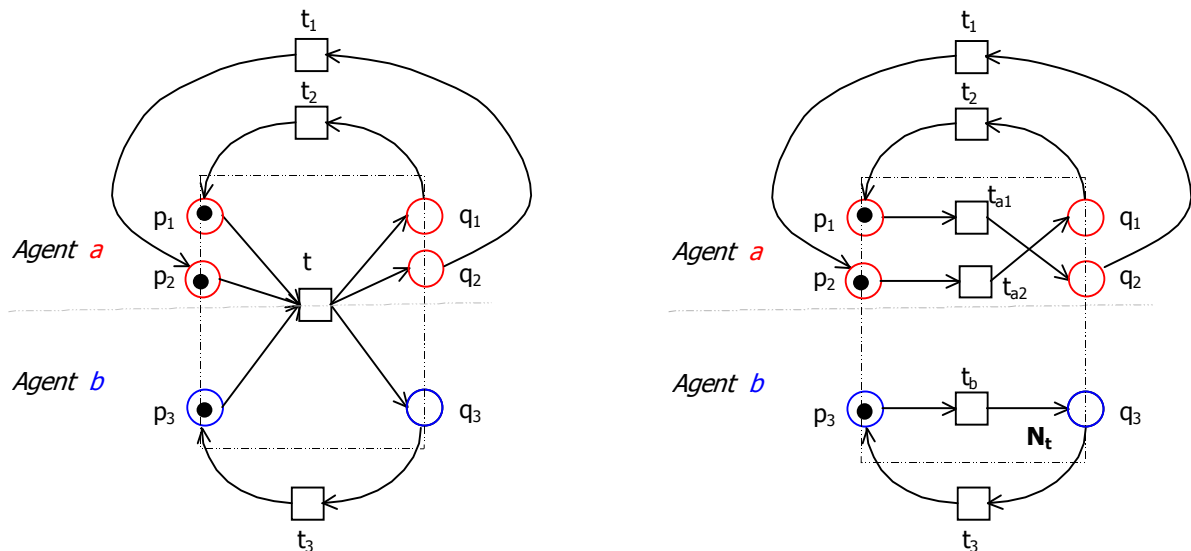 t1
t2
p1
q1
Agent a
p2
t
q2
Agent b
p3
q3
t3
t1
t2
ta1
p1
q1
Agent a
p2
ta2
q2
Agent b
tb
p3
q3
Nt
t3